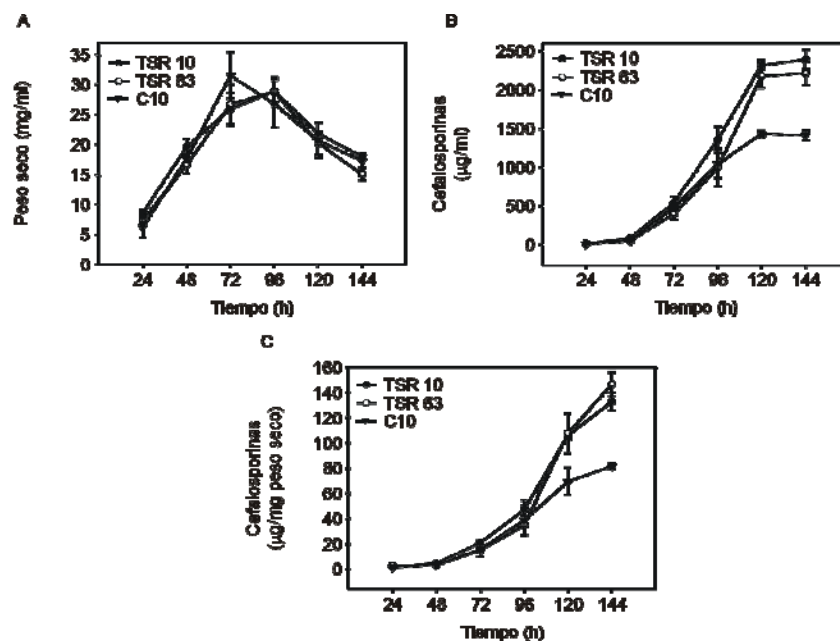 A
Peso seco (mg/ml)
35
30
25
20
15
10
5
0
TSR 10
TSR 63
C10
24 48 72 96 120 144
Tiempo (h)
B
Cefalosporinas
(µg/ml)
2500
2000
1500
1000
500
0
TSR 10
TSR 63
C10
24 48 72 96 120 144
Tiempo (h)
C
Cefalosporinas
(µg/mg peso seco)
160
140
120
100
80
60
40
20
0
TSR 10
TSR 63
C10
24 48 72 96 120 144
Tiempo (h)